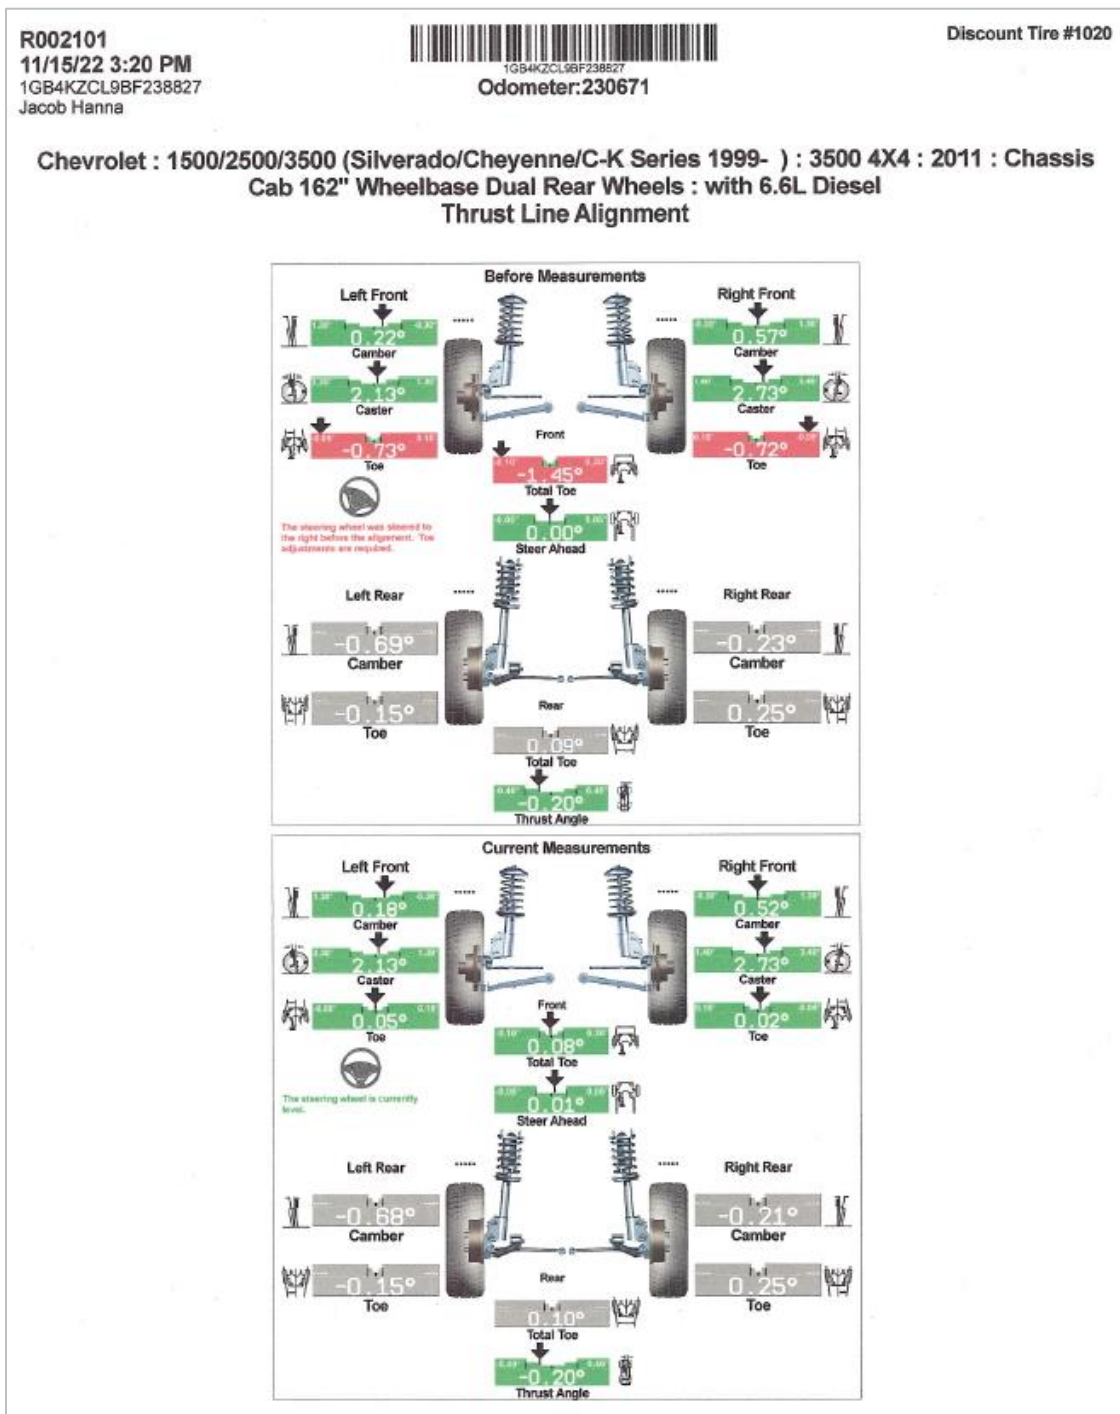 R002101
11/15/22 3:20 PM
1GB4KZCL9BF238827
Jacob Hanna
1GB4KZCL9BF238827
Odometer:230671
Discount Tire #1020
Chevrolet : 1500/2500/3500 (Silverado/Cheyenne/C-K Series 1999- ) : 3500 4X4 : 2011 : Chassis
Cab 162" Wheelbase Dual Rear Wheels : with 6.6L Diesel
Thrust Line Alignment
Before Measurements
Left Front
Right Front
0.22°
Camber
0.57°
Camber
2.13°
Caster
2.73°
Caster
-0.73°
Toe
-0.72°
Toe
Front
-1.45°
Total Toe
0.00°
Steer Ahead
The steering wheel was steered to
the right before the alignment. Toe
adjustments are required.
Left Rear
Right Rear
-0.69°
Camber
-0.23°
Camber
-0.15°
Toe
0.25°
Toe
Rear
0.09°
Total Toe
-0.20°
Thrust Angle
Current Measurements
Left Front
Right Front
0.18°
Camber
0.52°
Camber
2.13°
Caster
2.73°
Caster
0.05°
Toe
0.02°
Toe
Front
0.08°
Total Toe
0.01°
Steer Ahead
The steering wheel is currently
level.
Left Rear
Right Rear
-0.68°
Camber
-0.21°
Camber
-0.15°
Toe
0.25°
Toe
Rear
0.10°
Total Toe
-0.20°
Thrust Angle